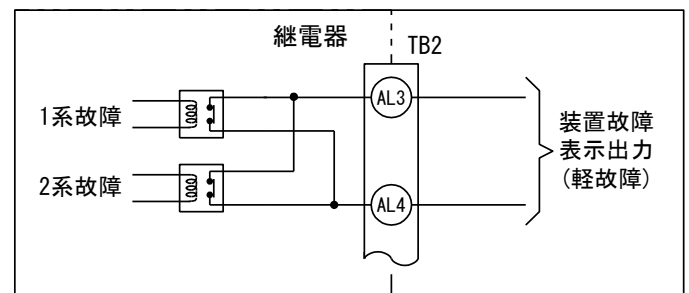 継電器
TB2
1系故障
AL3
装置故障
表示出力
(軽故障)
2系故障
AL4